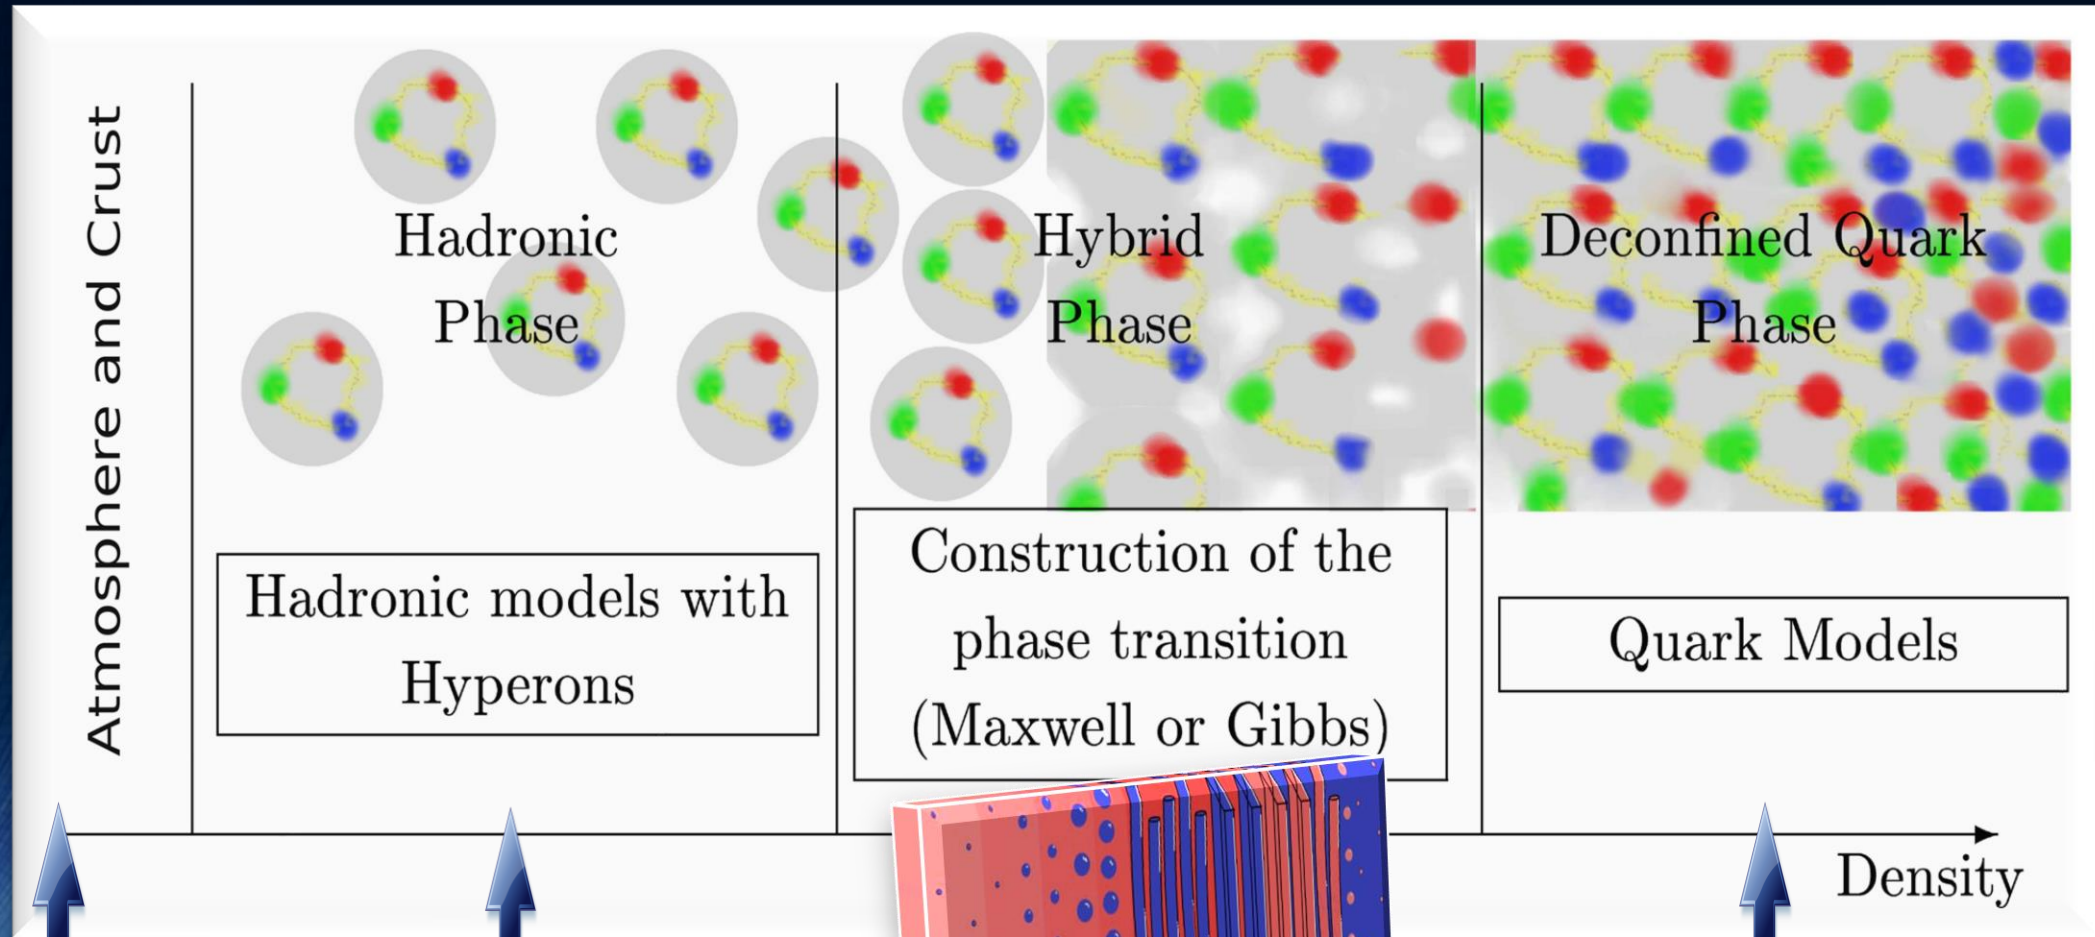 Atmosphere and Crust
Hadronic
Phase
Hybrid
Phase
Deconfined Quark
Phase
Hadronic models with
Hyperons
Construction of the
phase transition
(Maxwell or Gibbs)
Quark Models
Density